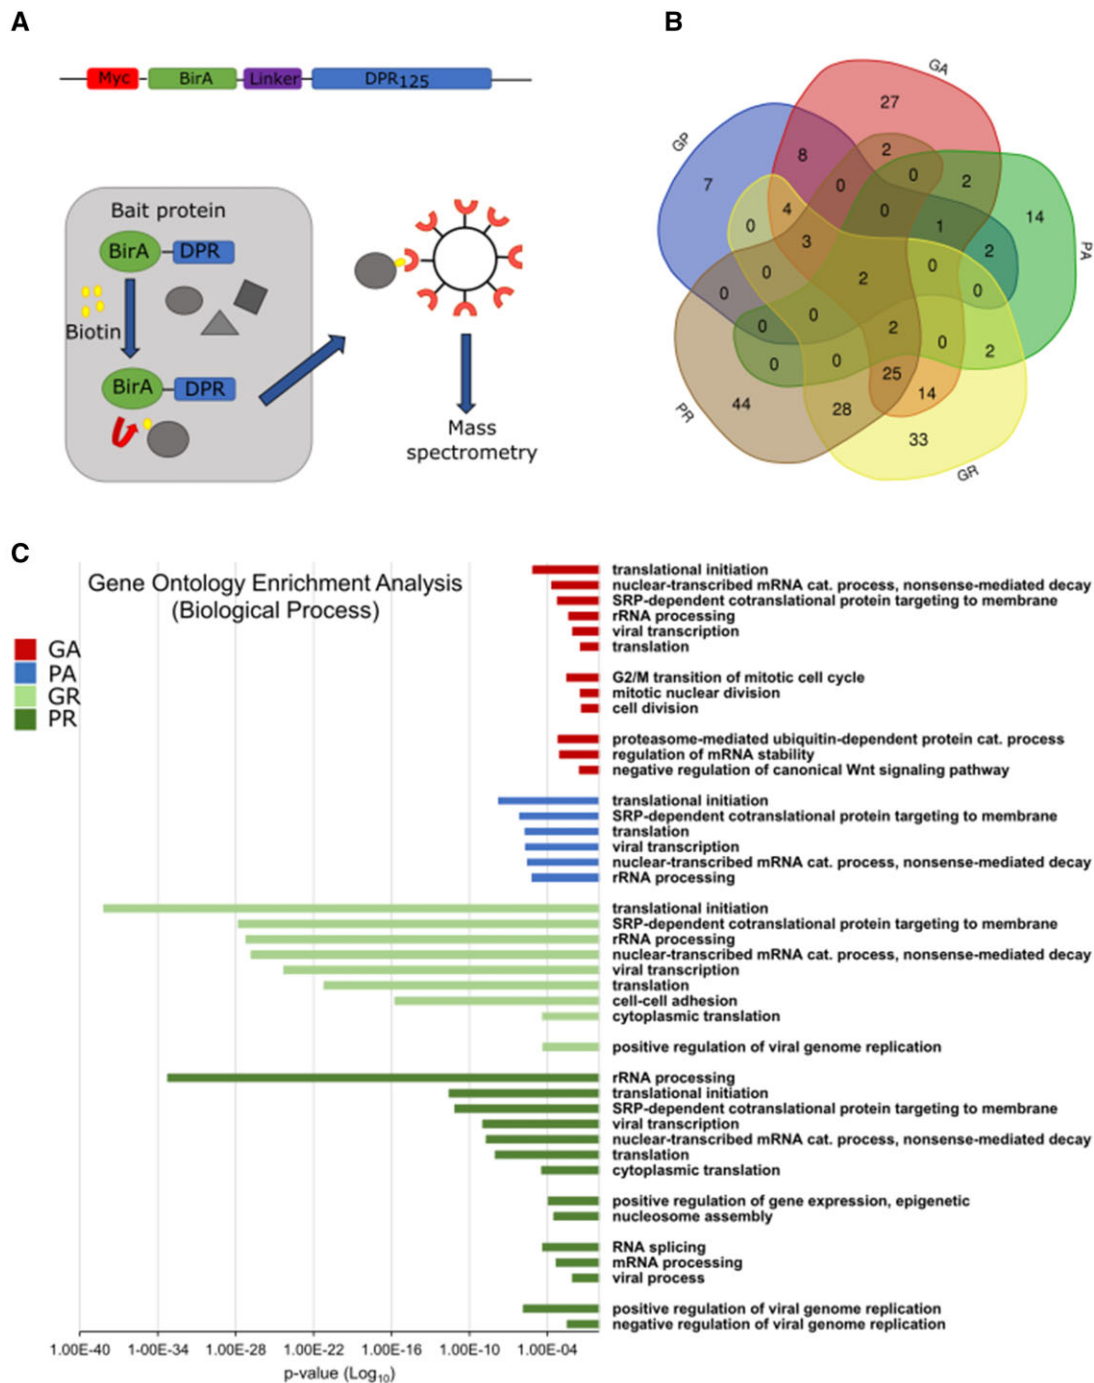 A
Myc BirA Linker DPR125
Bait protein
BirA DPR
Biotin
BirA DPR
Mass
spectrometry
B
GA
27
GP
8
2
0
2
7
0
14
4
0
0
1
2
PA
3
0
0
2
0
0
0
0
2
0
2
0
0
25
14
44
28
PR
33
GR
C
Gene Ontology Enrichment Analysis
(Biological Process)
GA
PA
GR
PR
translational initiation
nuclear-transcribed mRNA cat. process, nonsense-mediated decay
SRP-dependent cotranslational protein targeting to membrane
rRNA processing
viral transcription
translation
G2/M transition of mitotic cell cycle
mitotic nuclear division
cell division
proteasome-mediated ubiquitin-dependent protein cat. process
regulation of mRNA stability
negative regulation of canonical Wnt signaling pathway
translational initiation
SRP-dependent cotranslational protein targeting to membrane
translation
viral transcription
nuclear-transcribed mRNA cat. process, nonsense-mediated decay
rRNA processing
translational initiation
SRP-dependent cotranslational protein targeting to membrane
rRNA processing
nuclear-transcribed mRNA cat. process, nonsense-mediated decay
viral transcription
translation
cell-cell adhesion
cytoplasmic translation
positive regulation of viral genome replication
rRNA processing
translational initiation
SRP-dependent cotranslational protein targeting to membrane
viral transcription
nuclear-transcribed mRNA cat. process, nonsense-mediated decay
translation
cytoplasmic translation
positive regulation of gene expression, epigenetic
nucleosome assembly
RNA splicing
mRNA processing
viral process
positive regulation of viral genome replication
negative regulation of viral genome replication
1.00E-40 1-00E-34 1.00E-28 1.00E-22 1.00E-16 1.00E-10 1.00E-04
p-value (Log10)